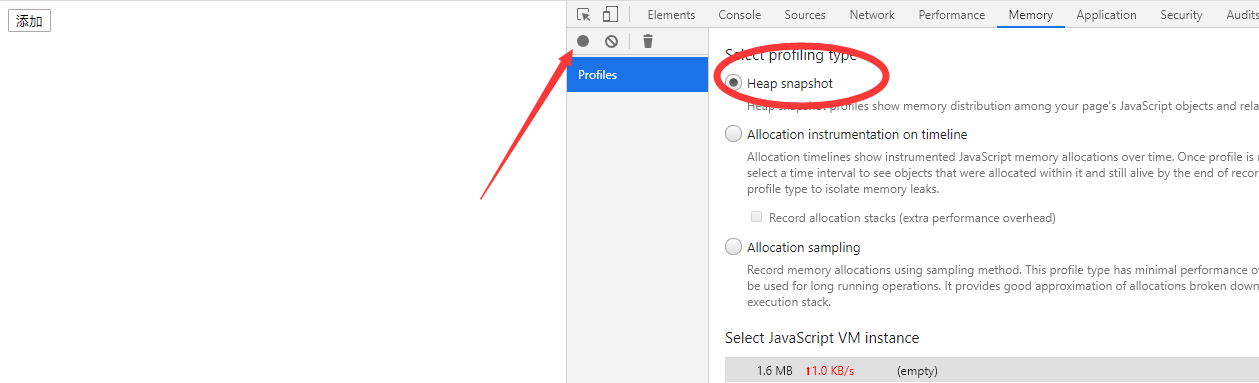 添加
Elements Console Sources Network Performance Memory Application Security Audits
Profiles
Select profiling type
Heap snapshot
Heap snapshot profiles show memory distribution among your page's JavaScript objects and rela
Allocation instrumentation on timeline
Allocation timelines show instrumented JavaScript memory allocations over time. Once profile is r
select a time interval to see objects that were allocated within it and still alive by the end of recor
profile type to isolate memory leaks.
Record allocation stacks (extra performance overhead)
Allocation sampling
Record memory allocations using sampling method. This profile type has minimal performance ov
be used for long running operations. It provides good approximation of allocations broken down
execution stack.
Select JavaScript VM instance
1.6 MB ↑1.0 KB/s (empty)